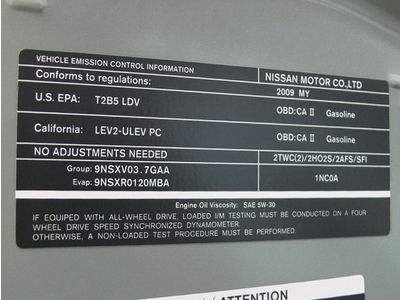 VEHICLE EMISSION CONTROL INFORMATION NISSAN MOTOR CO.,LTD
Conforms to regulations: 2009 MY
U.S. EPA: T2B5 LDV OBD:CA II Gasoline
California: LEV2-ULEV PC OBD:CA II Gasoline
NO ADJUSTMENTS NEEDED 2TWC(2)/2HO2S/2AFS/SFI
Group: 9NSXV03.7GAA 1NC0A
Evap: 9NSXR0120MBA
Engine Oil Viscosity: SAE 5W-30
IF EQUIPPED WITH ALL-WHEEL DRIVE, LOADED I/M TESTING MUST BE CONDUCTED ON A FOUR
WHEEL DRIVE SPEED SYNCHRONIZED DYNAMOMETER.
OTHERWISE, A NON-LOADED TEST PROCEDURE MUST BE PERFORMED.
/ATTENTION